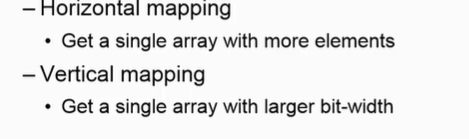 – Horizontal mapping
• Get a single array with more elements
– Vertical mapping
• Get a single array with larger bit-width